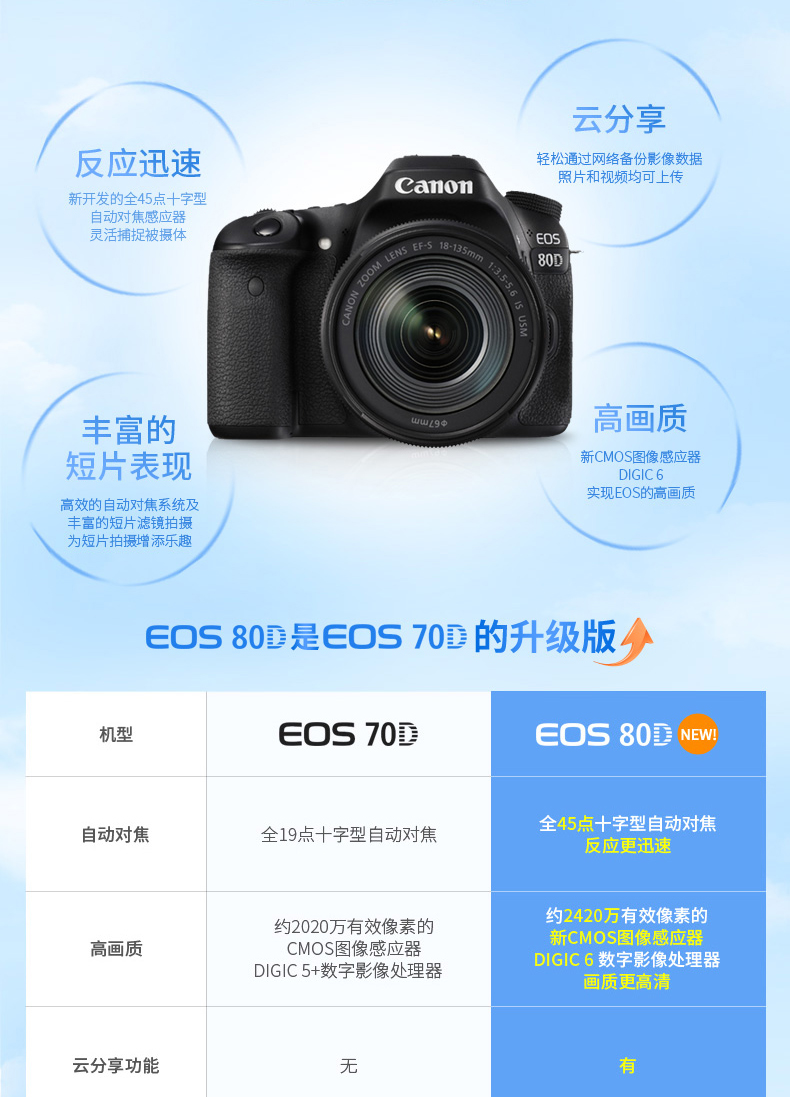 云分享
轻松通过网络备份影像数据
照片和视频均可上传
反应迅速
新开发的全45点十字型
自动对焦感应器
灵活捕捉被摄体
Canon
EOS
80D
CANON ZOOM LENS EF-S 18-135mm 1:3.5-5.6 IS USM
Φ67mm
丰富的
短片表现
高效的自动对焦系统及
丰富的短片滤镜拍摄
为短片拍摄增添乐趣
高画质
新CMOS图像感应器
DIGIC 6
实现EOS的高画质
EOS 80D是EOS 70D的升级版
机型
EOS 70D
EOS 80D NEW!
自动对焦
全19点十字型自动对焦
全45点十字型自动对焦
反应更迅速
高画质
约2020万有效像素的
CMOS图像感应器
DIGIC 5+数字影像处理器
约2420万有效像素的
新CMOS图像感应器
DIGIC 6 数字影像处理器
画质更高清
云分享功能
无
有